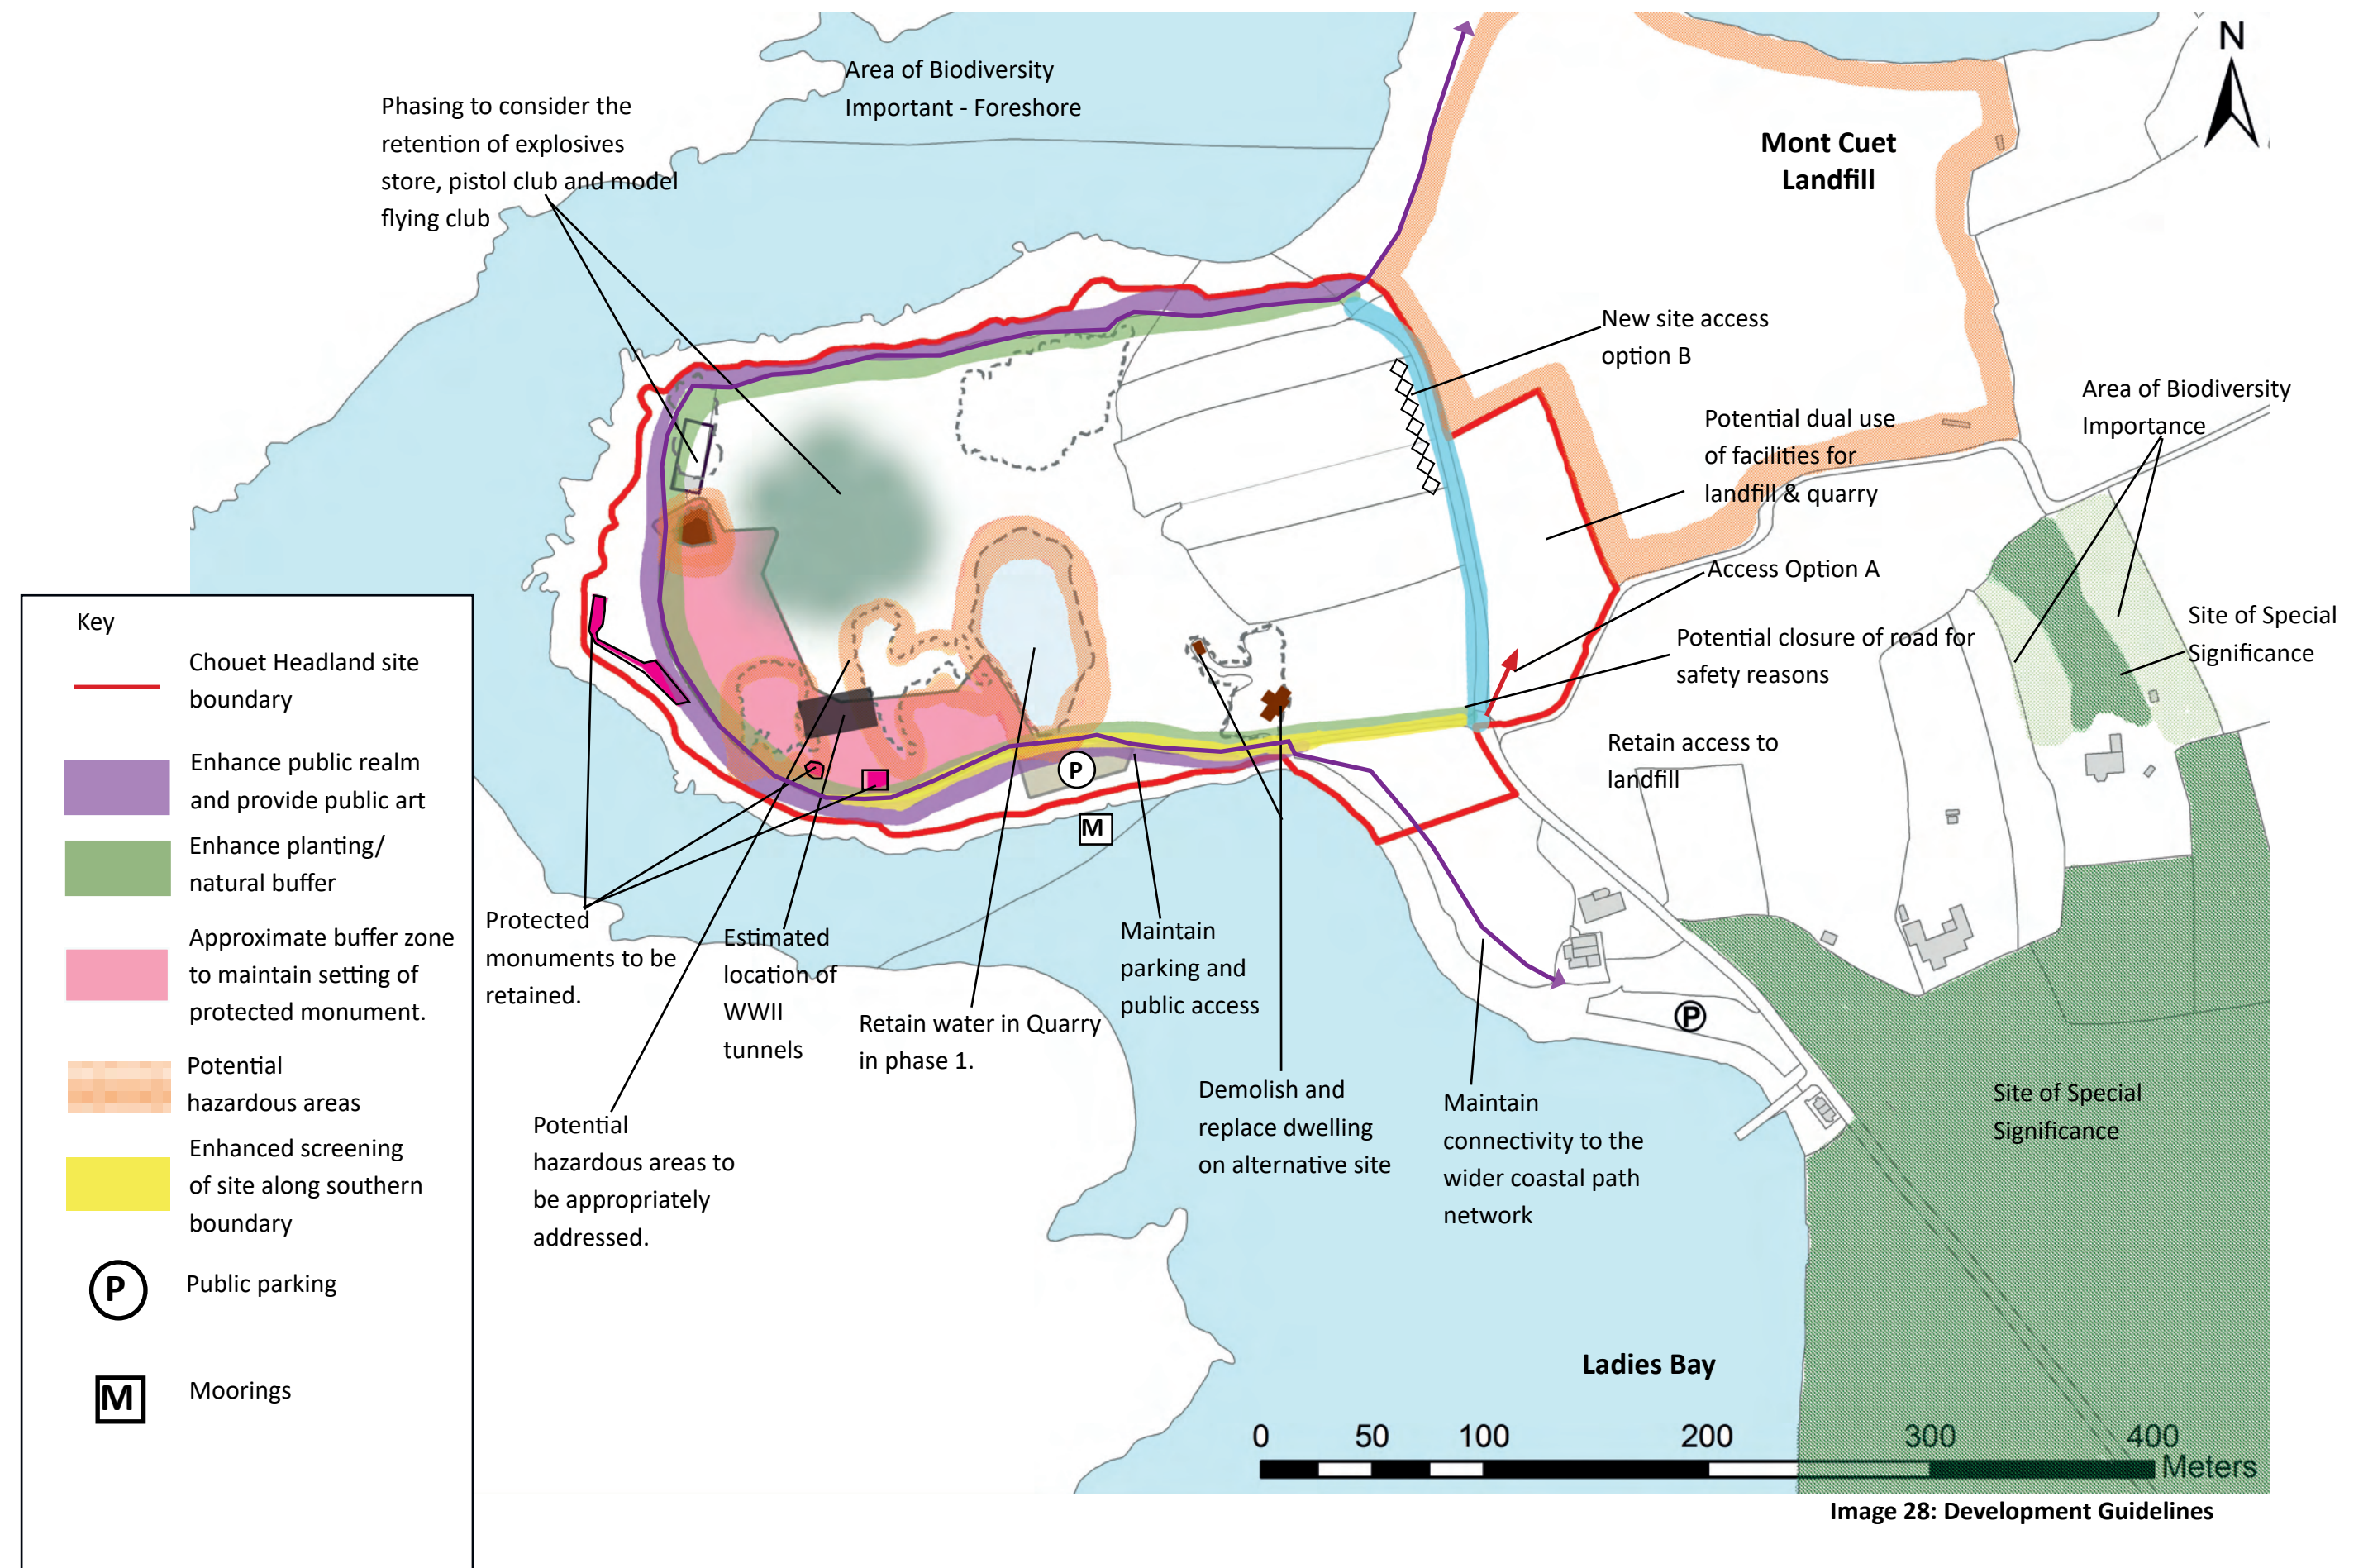 Area of Biodiversity
Important - Foreshore
N
Phasing to consider the
retention of explosives
store, pistol club and model
flying club
Mont Cuet
Landfill
New site access
option B
Area of Biodiversity
Importance
Potential dual use
of facilities for
landfill & quarry
Access Option A
Site of Special
Significance
Potential closure of road for
safety reasons
Retain access to
landfill
Key
Chouet Headland site
boundary
Enhance public realm
and provide public art
Enhance planting/
natural buffer
Approximate buffer zone
to maintain setting of
protected monument.
Potential
hazardous areas
Enhanced screening
of site along southern
boundary
P
Public parking
M
Moorings
P
M
P
Protected
monuments to be
retained.
Estimated
location of
WWII
tunnels
Retain water in Quarry
in phase 1.
Maintain
parking and
public access
Potential
hazardous areas to
be appropriately
addressed.
Demolish and
replace dwelling
on alternative site
Maintain
connectivity to the
wider coastal path
network
Site of Special
Significance
Ladies Bay
0 50 100 200 300 400
Meters
Image 28: Development Guidelines